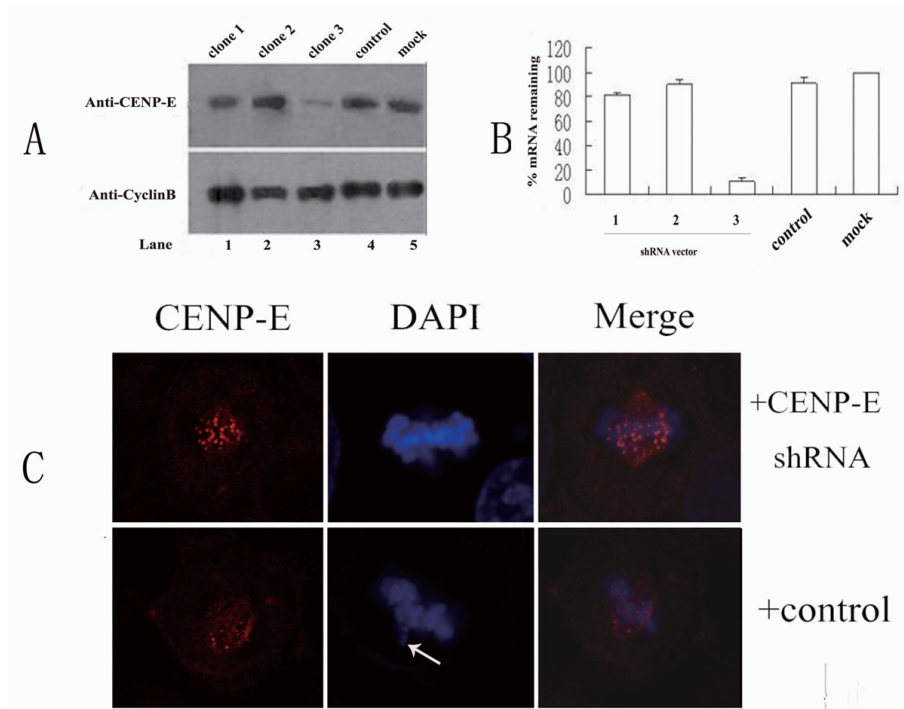 clone 1 clone 2 clone 3 control mock
Anti-CENP-E
A
Anti-CyclinB
Lane 1 2 3 4 5
B
% mRNA remaining
120
100
80
60
40
20
0
1 2 3 control mock
shRNA vector
CENP-E DAPI Merge
C
+CENP-E
shRNA
+control